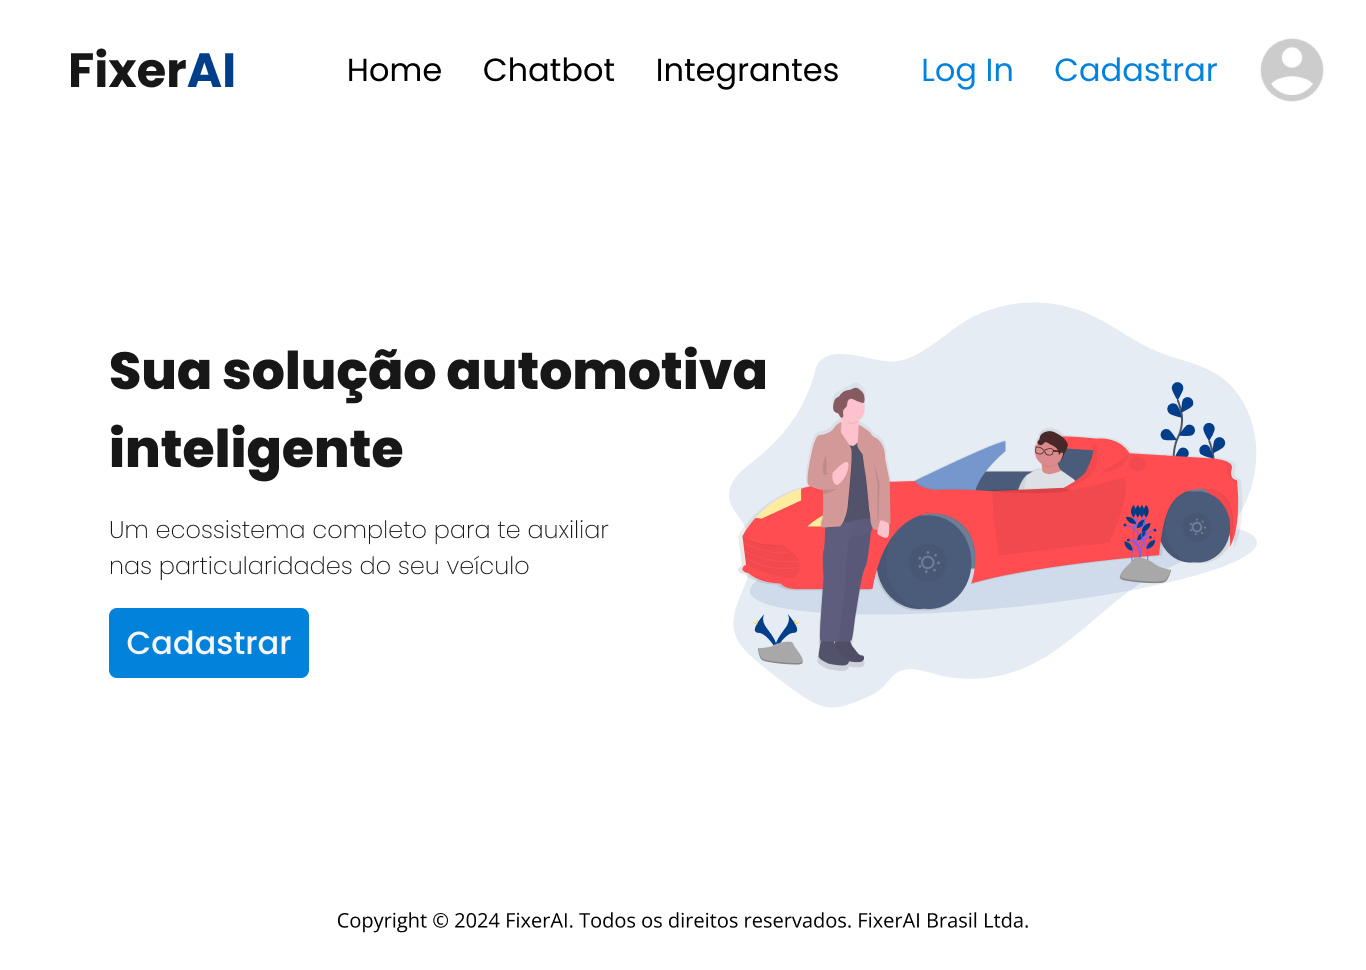 FixerAI Home Chatbot Integrantes Log In Cadastrar
Sua solução automotiva
inteligente
Um ecossistema completo para te auxiliar
nas particularidades do seu veículo
Cadastrar
Copyright © 2024 FixerAI. Todos os direitos reservados. FixerAI Brasil Ltda.